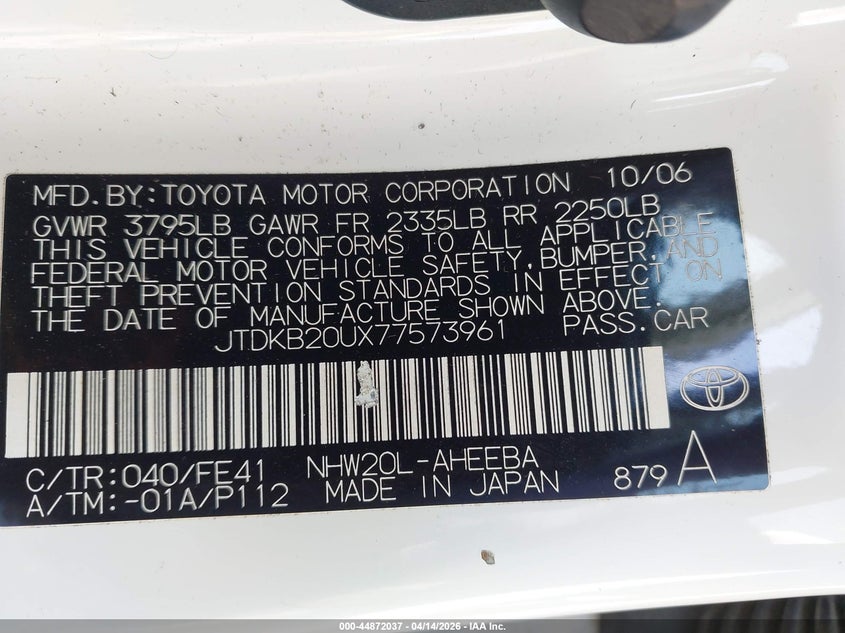 MFD.BY:TOYOTA MOTOR CORPORATION 10/06
GVWR 3795LB GAWR FR 2335LB RR 2250LB
THIS VEHICLE CONFORMS TO ALL APPLICABLE
FEDERAL MOTOR VEHICLE SAFETY,BUMPER,AND
THEFT PREVENTION STANDARDS IN EFFECT ON
THE DATE OF MANUFACTURE SHOWN ABOVE.
JTDKB20UX77573961 PASS.CAR
C/TR:040/FE41 NHW20L-AHEEBA
A/TM:-01A/P112 MADE IN JAPAN 879 A
000-44872037 - 04/14/2026 - IAA Inc.